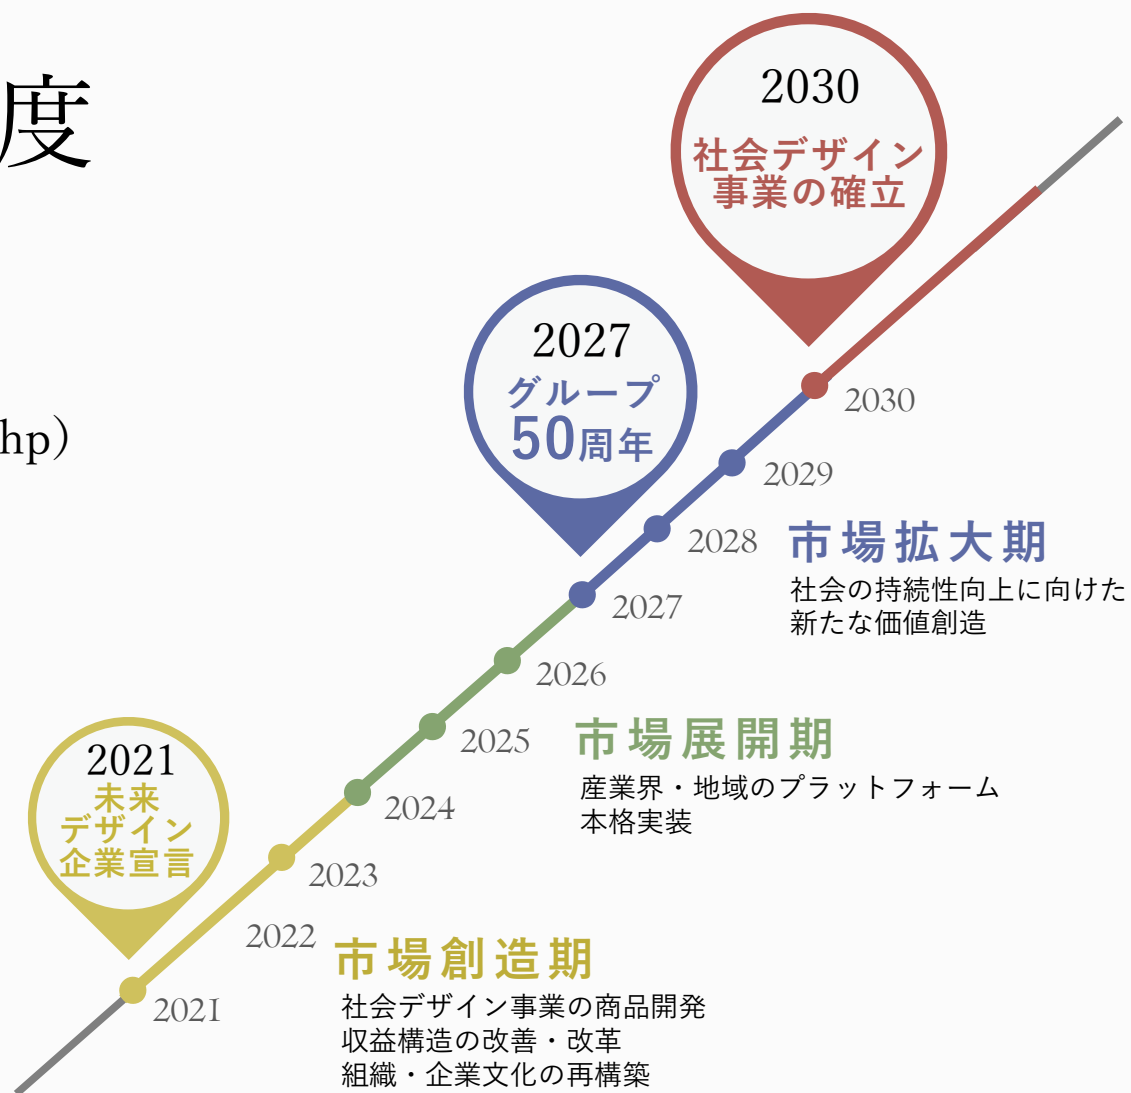 度
hp）
2030
社会デザイン
事業の確立
2027
グループ
50周年
2030
2029
2028
市場拡大期
社会の持続性向上に向けた
新たな価値創造
2027
2026
2025
市場展開期
産業界・地域のプラットフォーム
本格実装
2024
2021
未来
デザイン
企業宣言
2023
2022
市場創造期
2021
社会デザイン事業の商品開発
収益構造の改善・改革
組織・企業文化の再構築